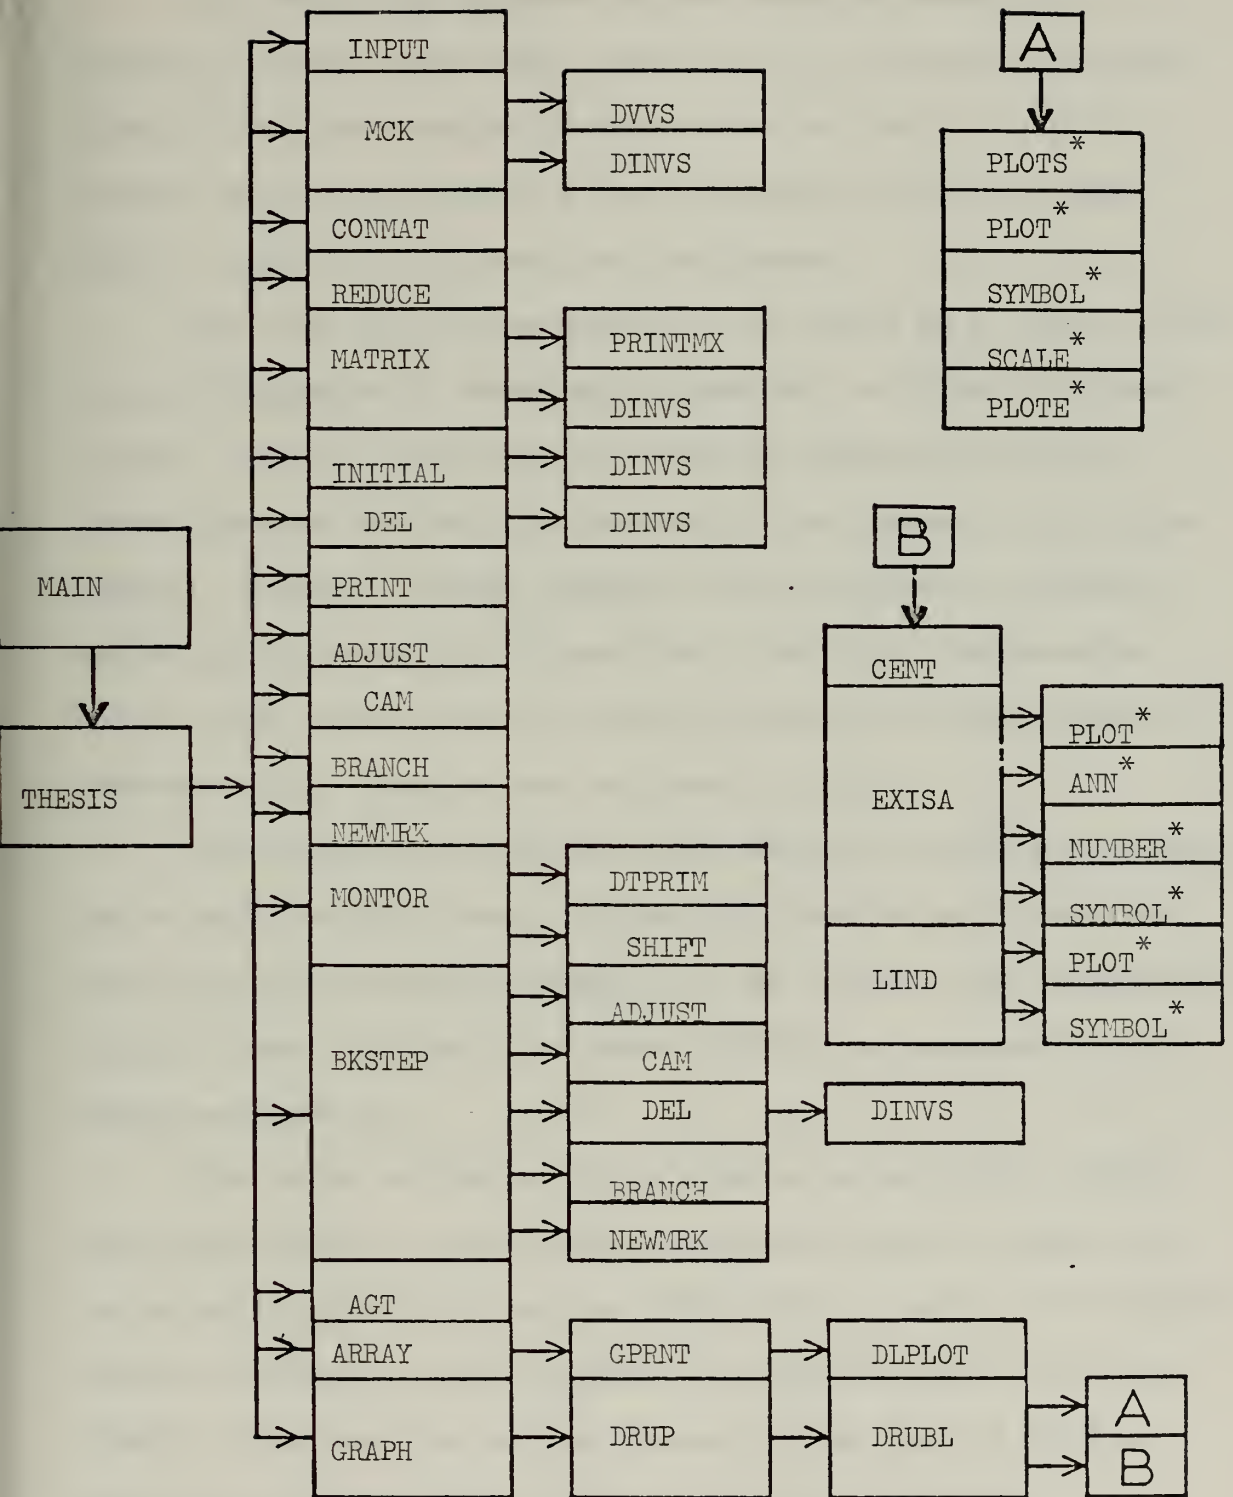 MAIN
THESIS
INPUT
MCK
CONMAT
REDUCE
MATRIX
INITIAL
DEL
PRINT
ADJUST
CAM
BRANCH
NEWMRK
MONTOR
BKSTEP
AGT
ARRAY
GRAPH
DVVS
DINVS
PRINTMX
DINVS
DINVS
DINVS
DTPRIM
SHIFT
ADJUST
CAM
DEL
BRANCH
NEWMRK
DINVS
GPRNT
DRUP
DLPLOT
DRUBL
A
B
A
PLOTS*
PLOT*
SYMBOL*
SCALE*
PLOTE*
B
CENT
EXISA
LIND
PLOT*
ANN*
NUMBER*
SYMBOL*
PLOT*
SYMBOL*